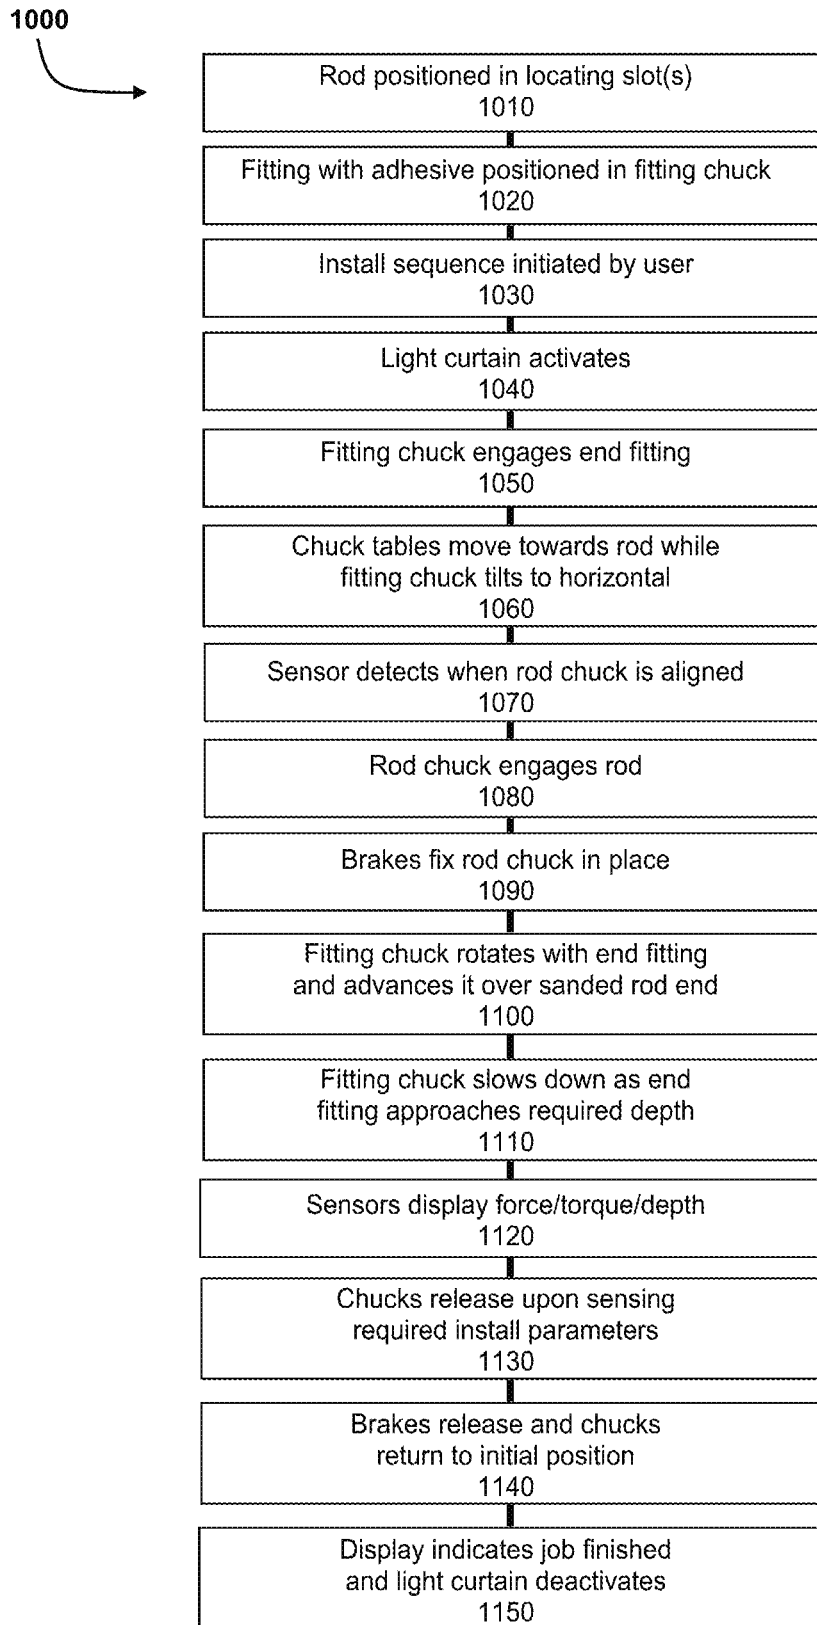 1000
Rod positioned in locating slot(s)
1010
Fitting with adhesive positioned in fitting chuck
1020
Install sequence initiated by user
1030
Light curtain activates
1040
Fitting chuck engages end fitting
1050
Chuck tables move towards rod while
fitting chuck tilts to horizontal
1060
Sensor detects when rod chuck is aligned
1070
Rod chuck engages rod
1080
Brakes fix rod chuck in place
1090
Fitting chuck rotates with end fitting
and advances it over sanded rod end
1100
Fitting chuck slows down as end
fitting approaches required depth
1110
Sensors display force/torque/depth
1120
Chucks release upon sensing
required install parameters
1130
Brakes release and chucks
return to initial position
1140
Display indicates job finished
and light curtain deactivates
1150